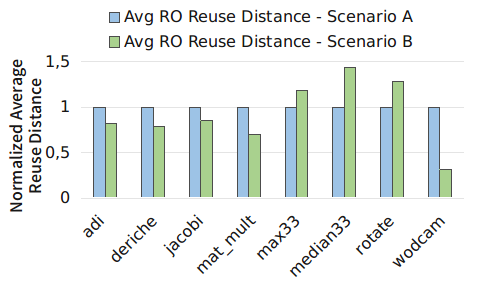 Avg RO Reuse Distance - Scenario A
Avg RO Reuse Distance - Scenario B
Normalized Average
Reuse Distance
1,5
1
0,5
0
adi
deriche
jacobi
mat_mult
max33
median33
rotate
wodcam